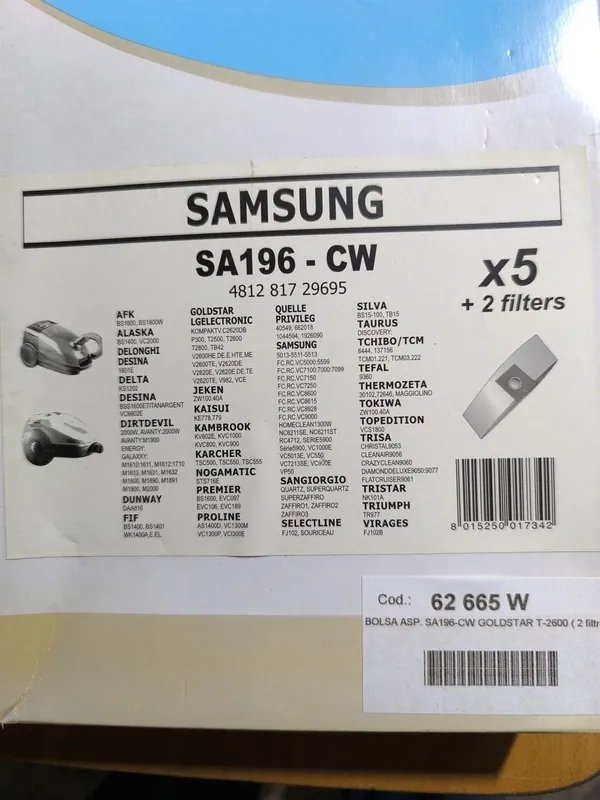 SAMSUNG
SA196 - CW
4812 817 29695
x5
+ 2 filters
AFK
BS1600, BS1800W
ALASKA
BS1400, VC2000
DELONGHI
DESINA
1601E
DELTA
KS1202
DESINA
BSS1600ETITANARGENT
VC9902E
DIRTDEVIL
2000W, AVANTY:2000W
AVANTY:M1900
ENERGY:
GALAXXY:
M1610:1611, M1612:1710
M1613, M1631, M1632
M1800, M1890, M1891
M1900, M2000
DUNWAY
DAA816
FIF
BS1400, BS1401
WK1400A,E,EL
GOLDSTAR
LGELECTRONIC
KOMPAKTV,C2620DB
P300, T2500, T2600
T2800, TB42
V2600HE,DE,E,HTE,ME
V2600TE, V2620DE
V2620E, V2620E,DE,TE
V2620TE, V982, VCE
JEKEN
ZW100.40A
KAISUI
KE778,779
KAMBROOK
KV602E, KVC1000
KVC800, KVC900
KARCHER
TSC500, TSC550, TSC555
NOGAMATIC
STS716E
PREMIER
BS1600, EVC097
EVC106, EVC189
PROLINE
AS1400D, VC1300M
VC1300P, VCI300E
QUELLE
PRIVILEG
40549, 662018
1044594, 1926090
SAMSUNG
5013-5511-5513
FC.RC.VC5000:5599
FC.RC.VC7100:7000:7099
FC.RC.VC7150
FC.RC.VC7250
FC.RC.VC8600
FC.RC.VC8615
FC.RC.VC8928
FC.RC.VC9000
HOMECLEAN1300W
NC6211SE, NC6211ST
RC4712, SERIE5900
Série5900, VC1000E
VC5013E, VC550
VC7213SE, VC900E
VP50
SANGIORGIO
QUARTZ, SUPERQUARTZ
SUPERZAFFIRO
ZAFFIRO1, ZAFFIRO2
ZAFFIRO3
SELECTLINE
FJ102, SOURICEAU
SILVA
BS15-100, TB15
TAURUS
DISCOVERY:
TCHIBO/TCM
6444, 137156
TCM01.221, TCM03.222
TEFAL
9360
THERMOZETA
30102,72646, MAGGIOLINO
TOKIWA
ZW100.40A
TOPEDITION
VCS1800
TRISA
CHRISTAL9053
CLEANAIR9056
CRAZYCLEAN9060
DIAMONDDELUXE9050:9077
FLATCRUISER9061
TRISTAR
NK101A
TRIUMPH
TR977
VIRAGES
FJ102B
8 015250 017342
Cod.: 62 665 W
BOLSA ASP. SA196-CW GOLDSTAR T-2600 ( 2 filtr